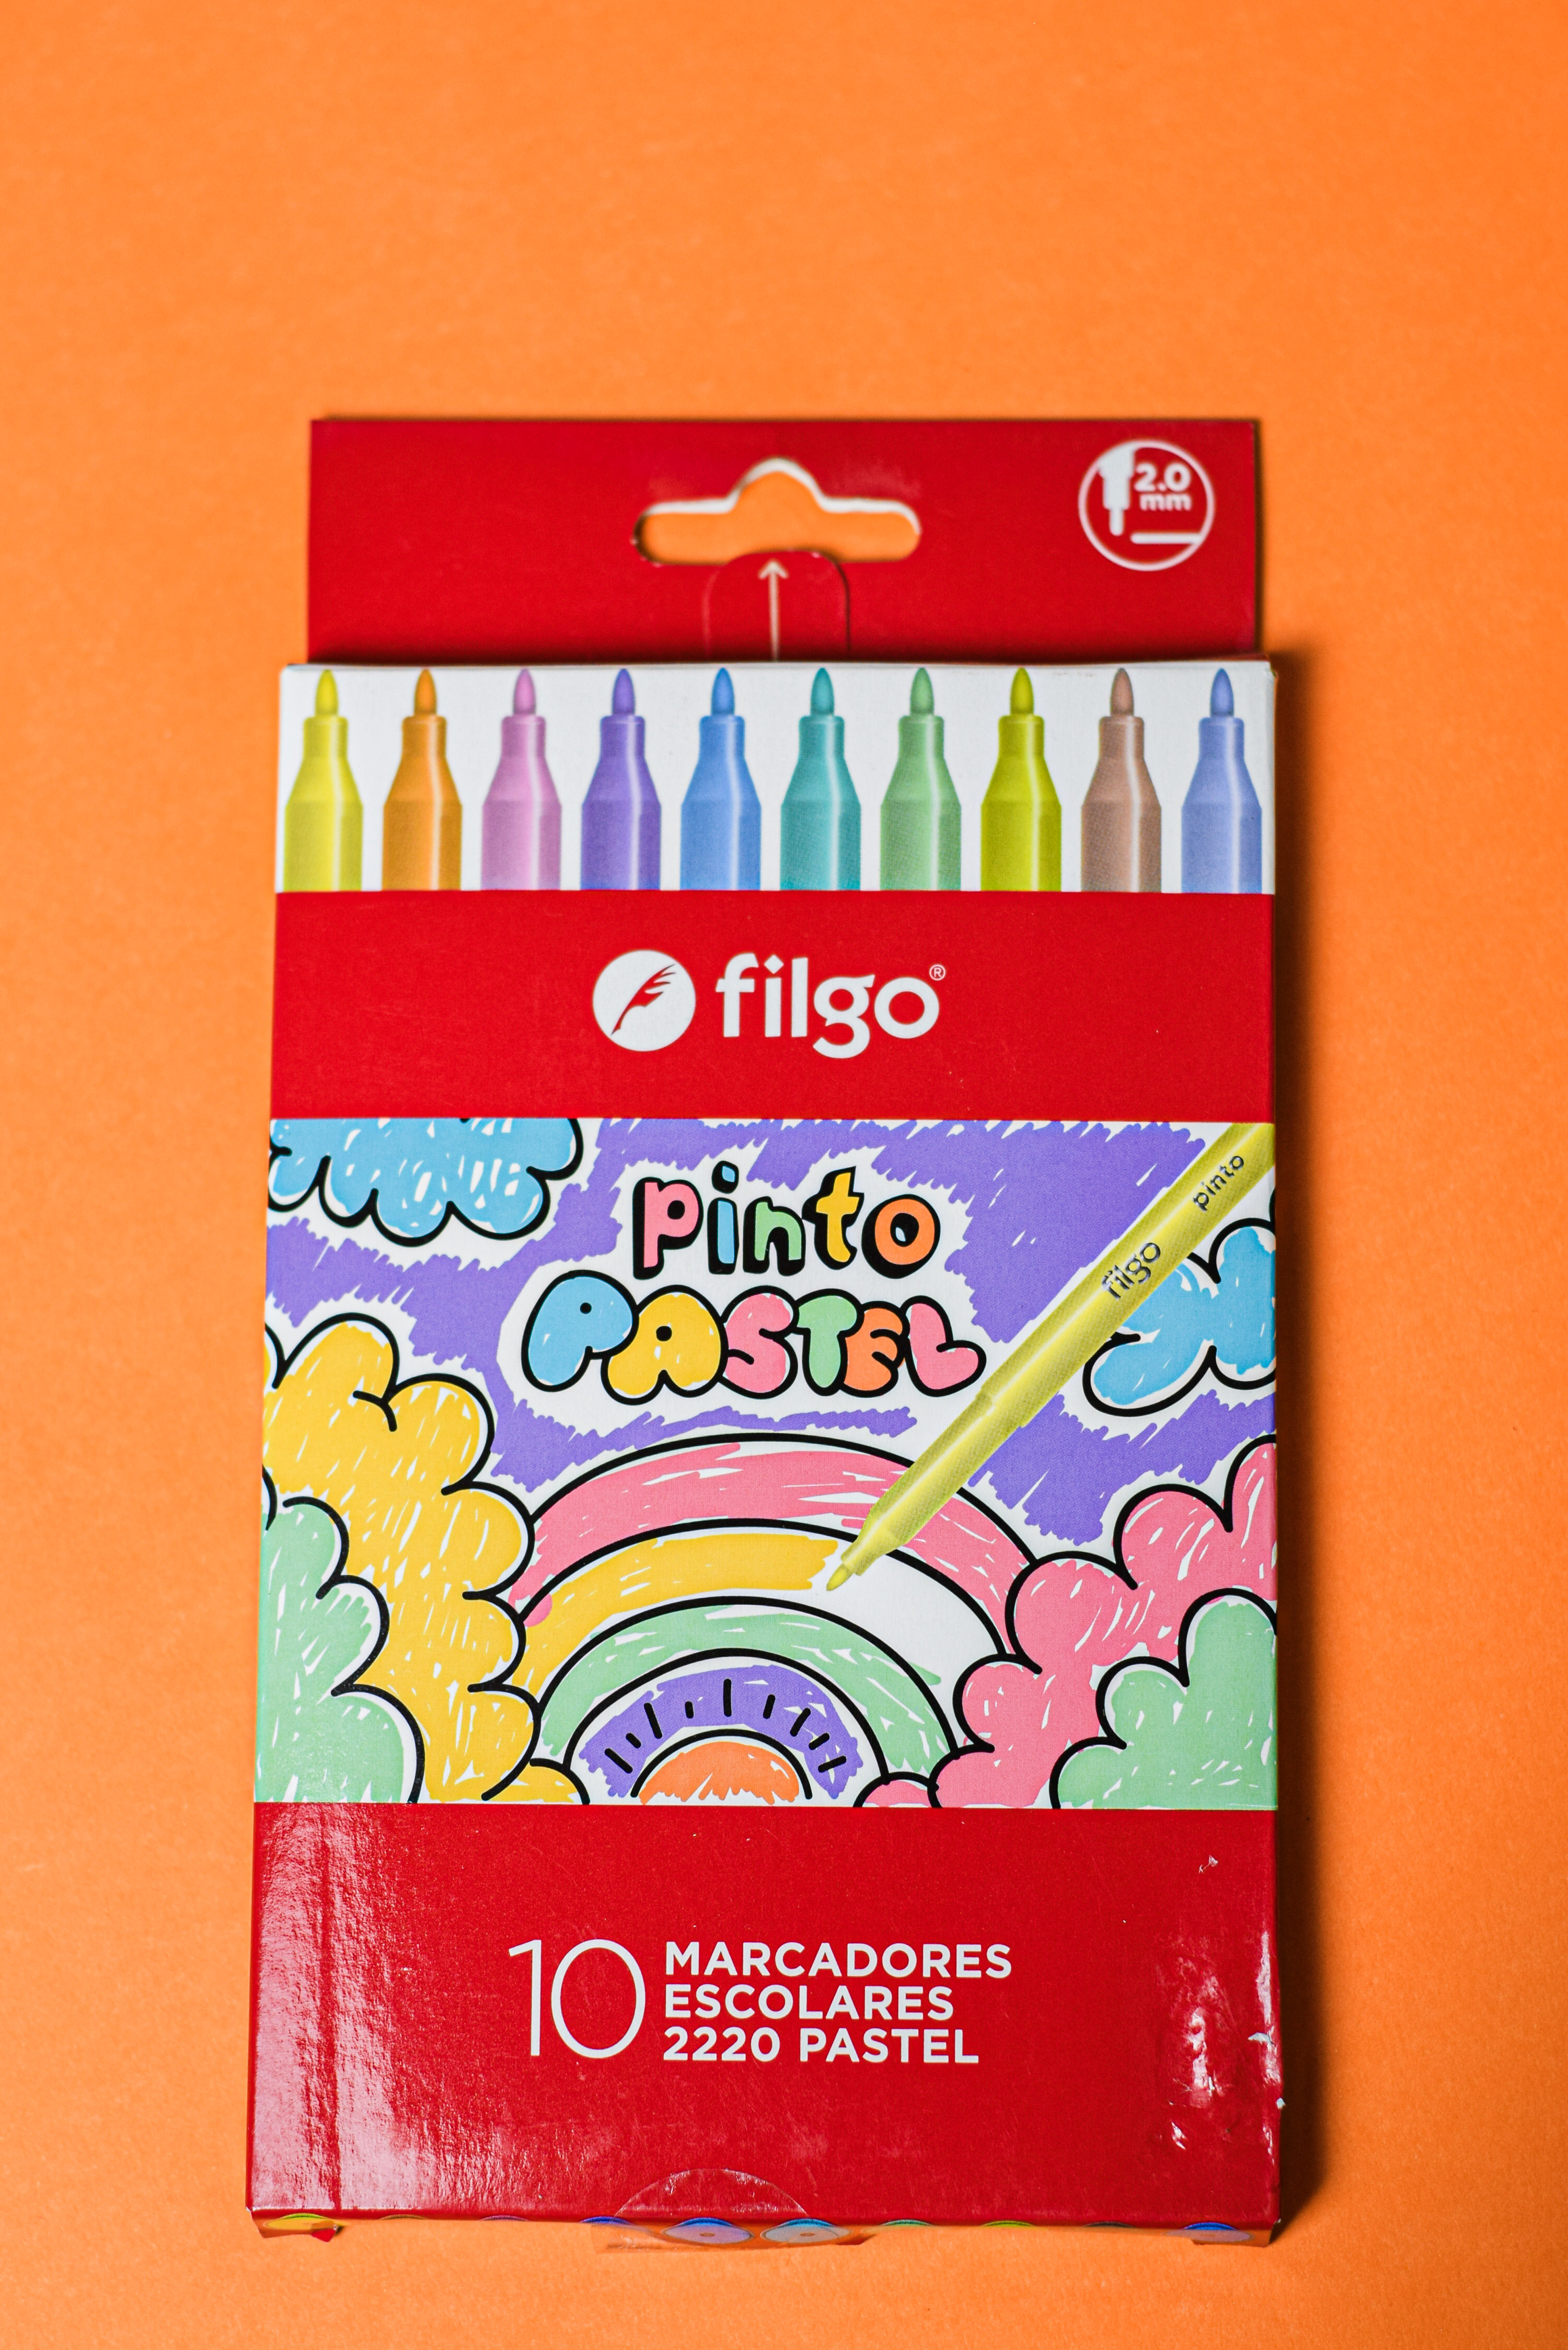 2.0
mm
filgo®
pinto
PASTEL
filgo pinto
10 MARCADORES
ESCOLARES
2220 PASTEL